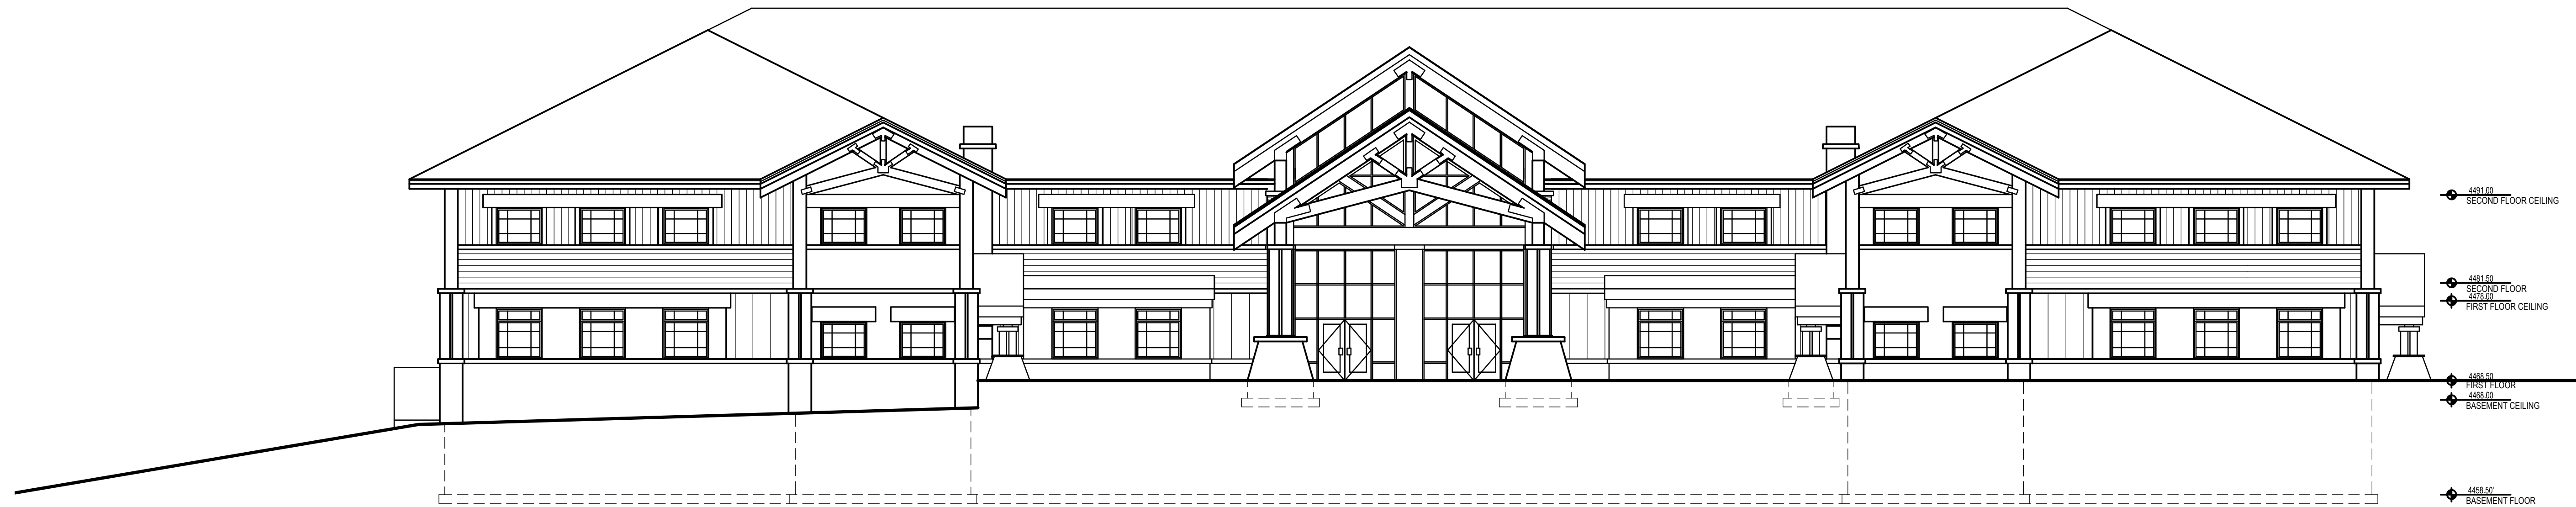 4491.00
SECOND FLOOR CEILING
4481.50
SECOND FLOOR
4478.00
FIRST FLOOR CEILING
4468.50
FIRST FLOOR
4468.00
BASEMENT CEILING
4458.50'
BASEMENT FLOOR